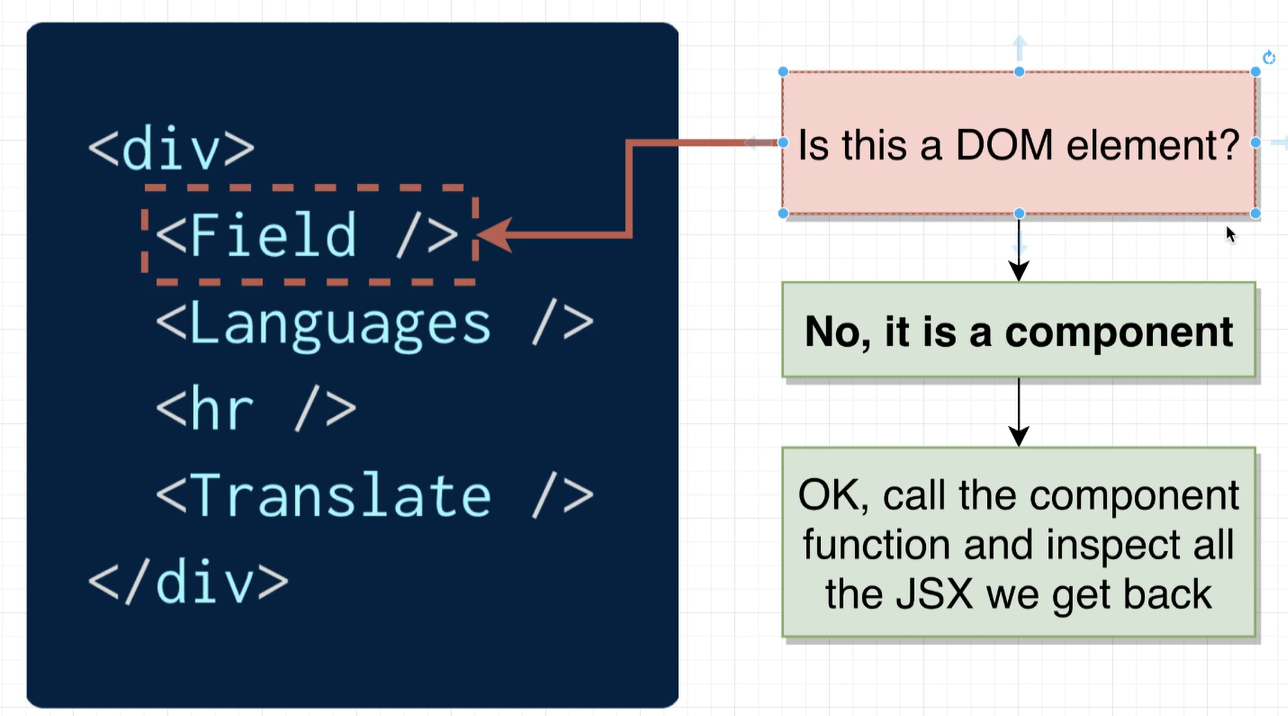 <div>
<Field />
<Languages />
<hr />
<Translate />
</div>
Is this a DOM element?
No, it is a component
OK, call the component
function and inspect all
the JSX we get back